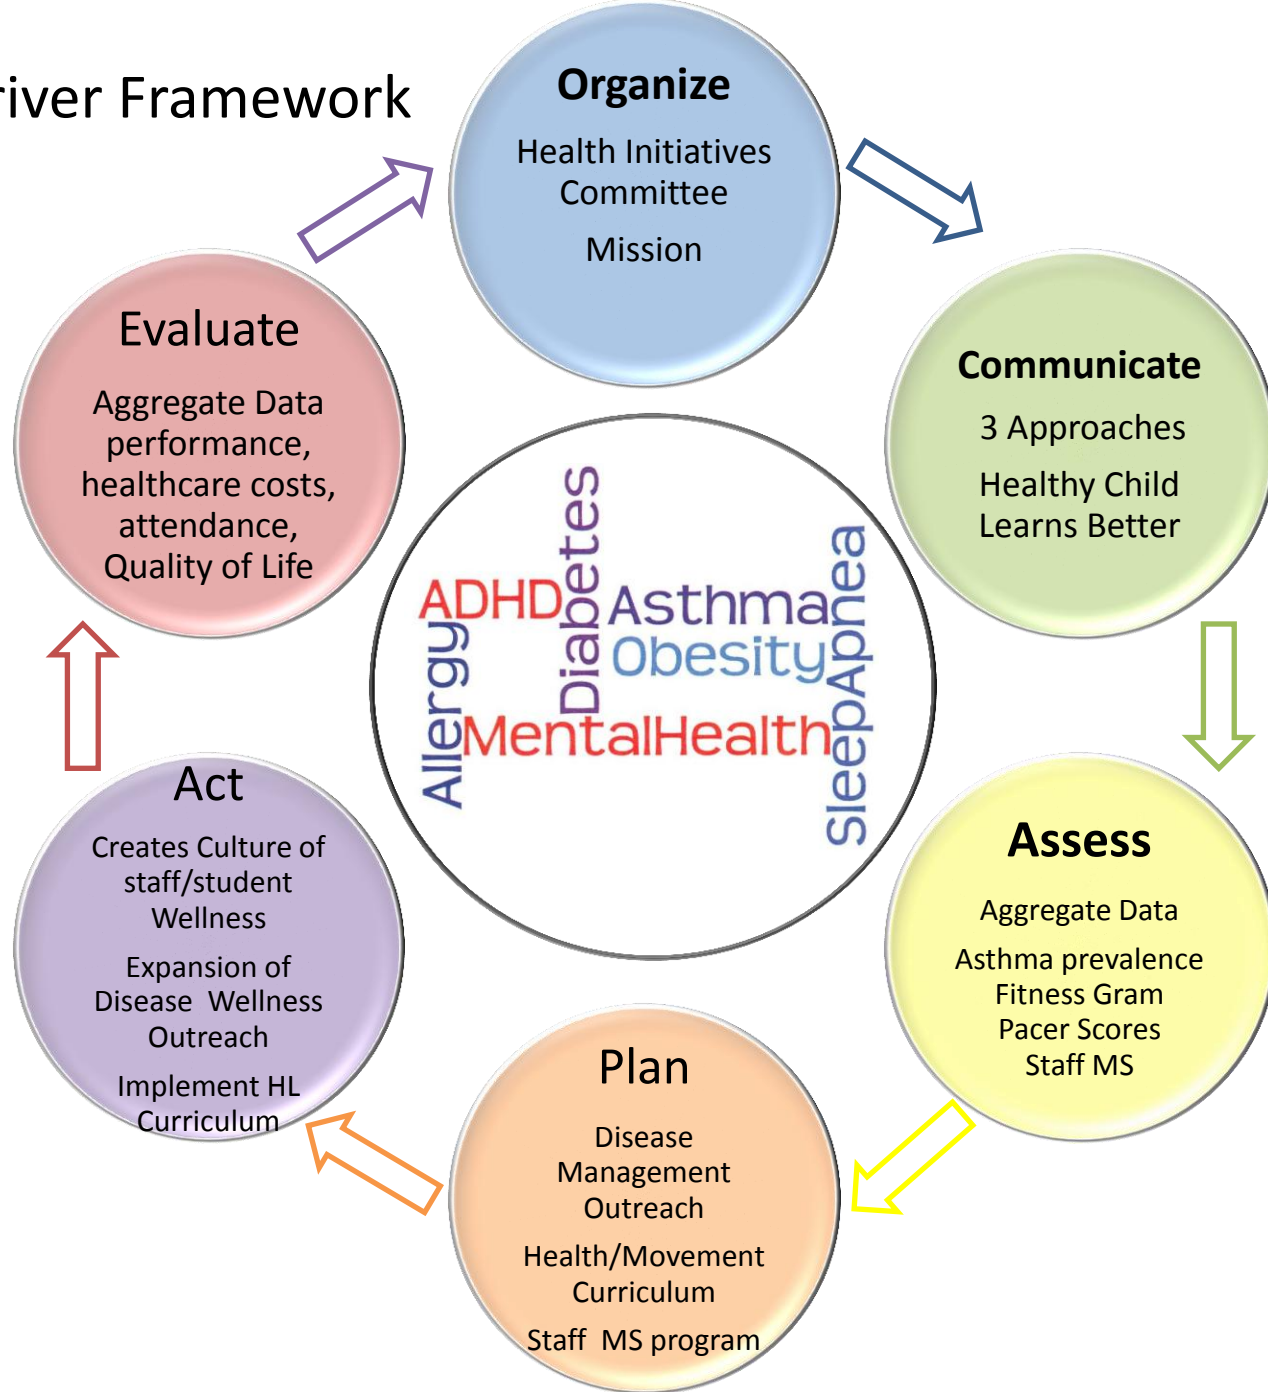 river Framework
Organize
Health Initiatives
Committee
Mission
Communicate
3 Approaches
Healthy Child
Learns Better
Assess
Aggregate Data
Asthma prevalence
Fitness Gram
Pacer Scores
Staff MS
Plan
Disease
Management
Outreach
Health/Movement
Curriculum
Staff MS program
Act
Creates Culture of
staff/student
Wellness
Expansion of
Disease Wellness
Outreach
Implement HL
Curriculum
Evaluate
Aggregate Data
performance,
healthcare costs,
attendance,
Quality of Life
Allergy
ADHD
Diabetes
Asthma
Obesity
MentalHealth
SleepApnea